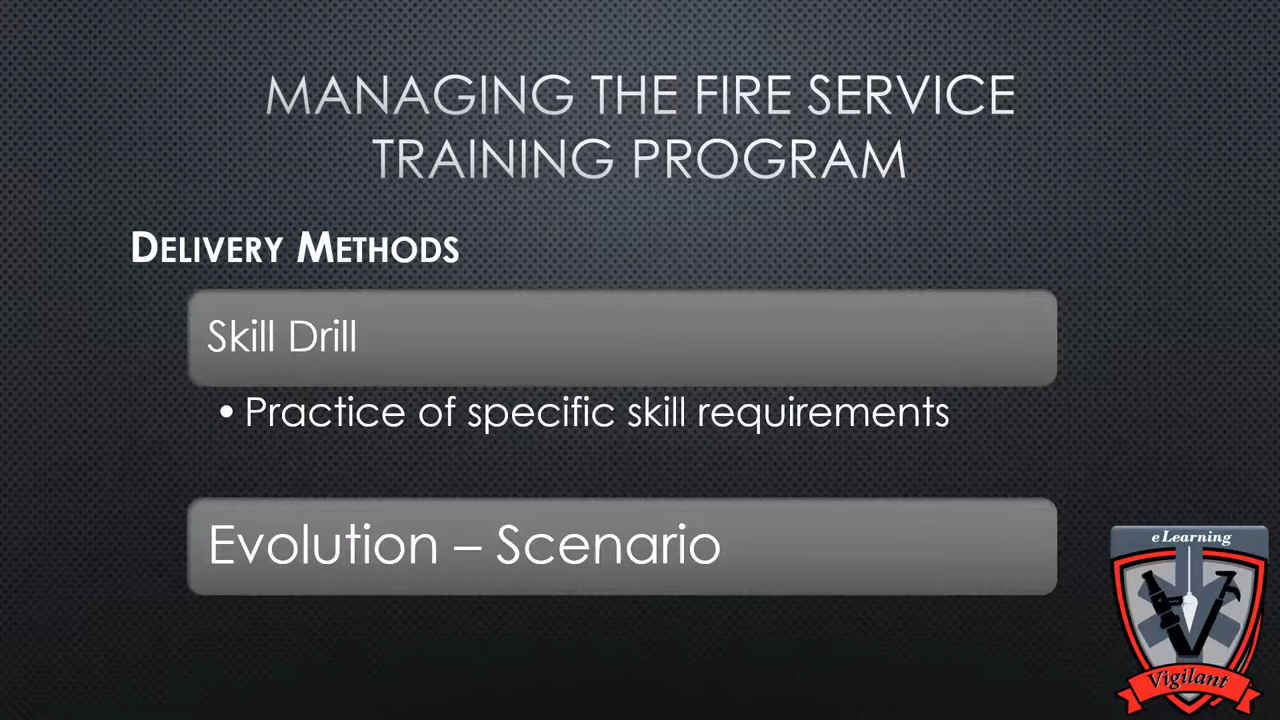 MANAGING THE FIRE SERVICE
TRAINING PROGRAM
DELIVERY METHODS
Skill Drill
• Practice of specific skill requirements
Evolution – Scenario
eLearning
V
Vigilant